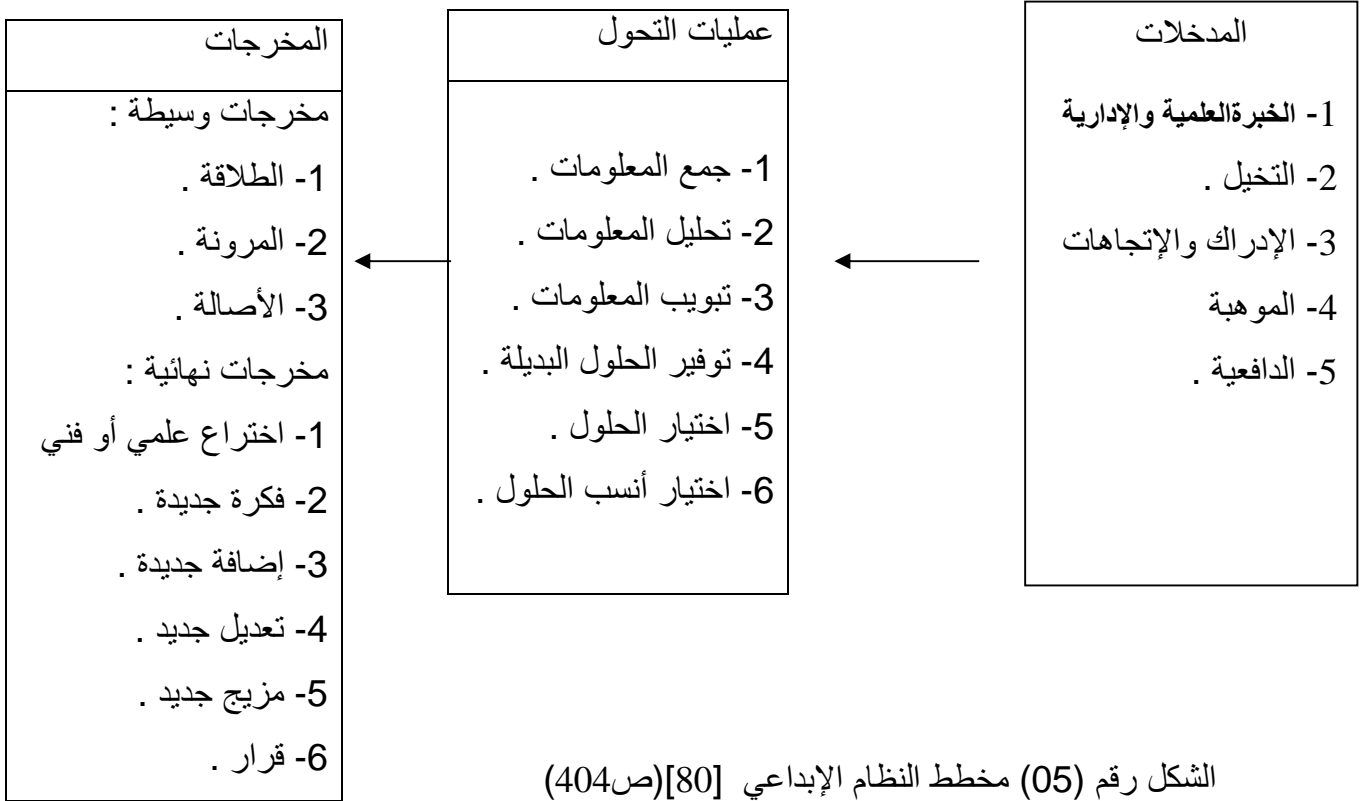 المدخلات
1- الخبرةالعلمية والإدارية
2- التخيل .
3- الإدراك والإتجاهات
4- الموهبة
5- الدافعية .
عمليات التحول
1- جمع المعلومات .
2- تحليل المعلومات .
3- تبويب المعلومات .
4- توفير الحلول البديلة .
5- اختيار الحلول .
6- اختيار أنسب الحلول .
المخرجات
مخرجات وسيطة :
1- الطلاقة .
2- المرونة .
3- الأصالة .
مخرجات نهائية :
1- اختراع علمي أو فني
2- فكرة جديدة .
3- إضافة جديدة .
4- تعديل جديد .
5- مزيج جديد .
6- قرار .
الشكل رقم (05) مخطط النظام الإبداعي [80](ص404)